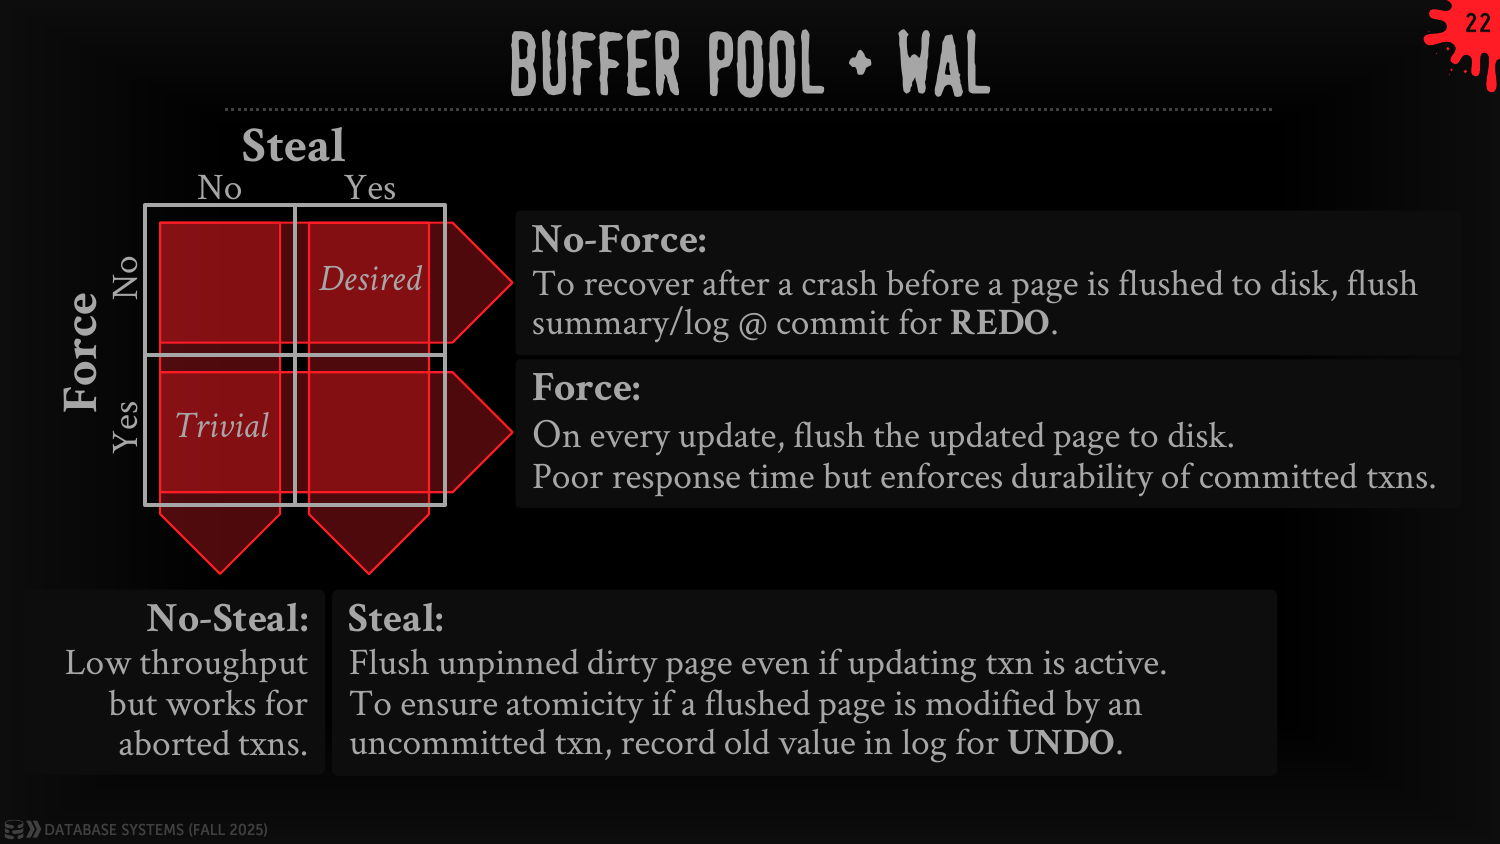 22
BUFFER POOL + WAL
Steal
No Yes
Force
No
Desired
Yes
Trivial
No-Force:
To recover after a crash before a page is flushed to disk, flush
summary/log @ commit for REDO.
Force:
On every update, flush the updated page to disk.
Poor response time but enforces durability of committed txns.
No-Steal:
Low throughput
but works for
aborted txns.
Steal:
Flush unpinned dirty page even if updating txn is active.
To ensure atomicity if a flushed page is modified by an
uncommitted txn, record old value in log for UNDO.
DATABASE SYSTEMS (FALL 2025)